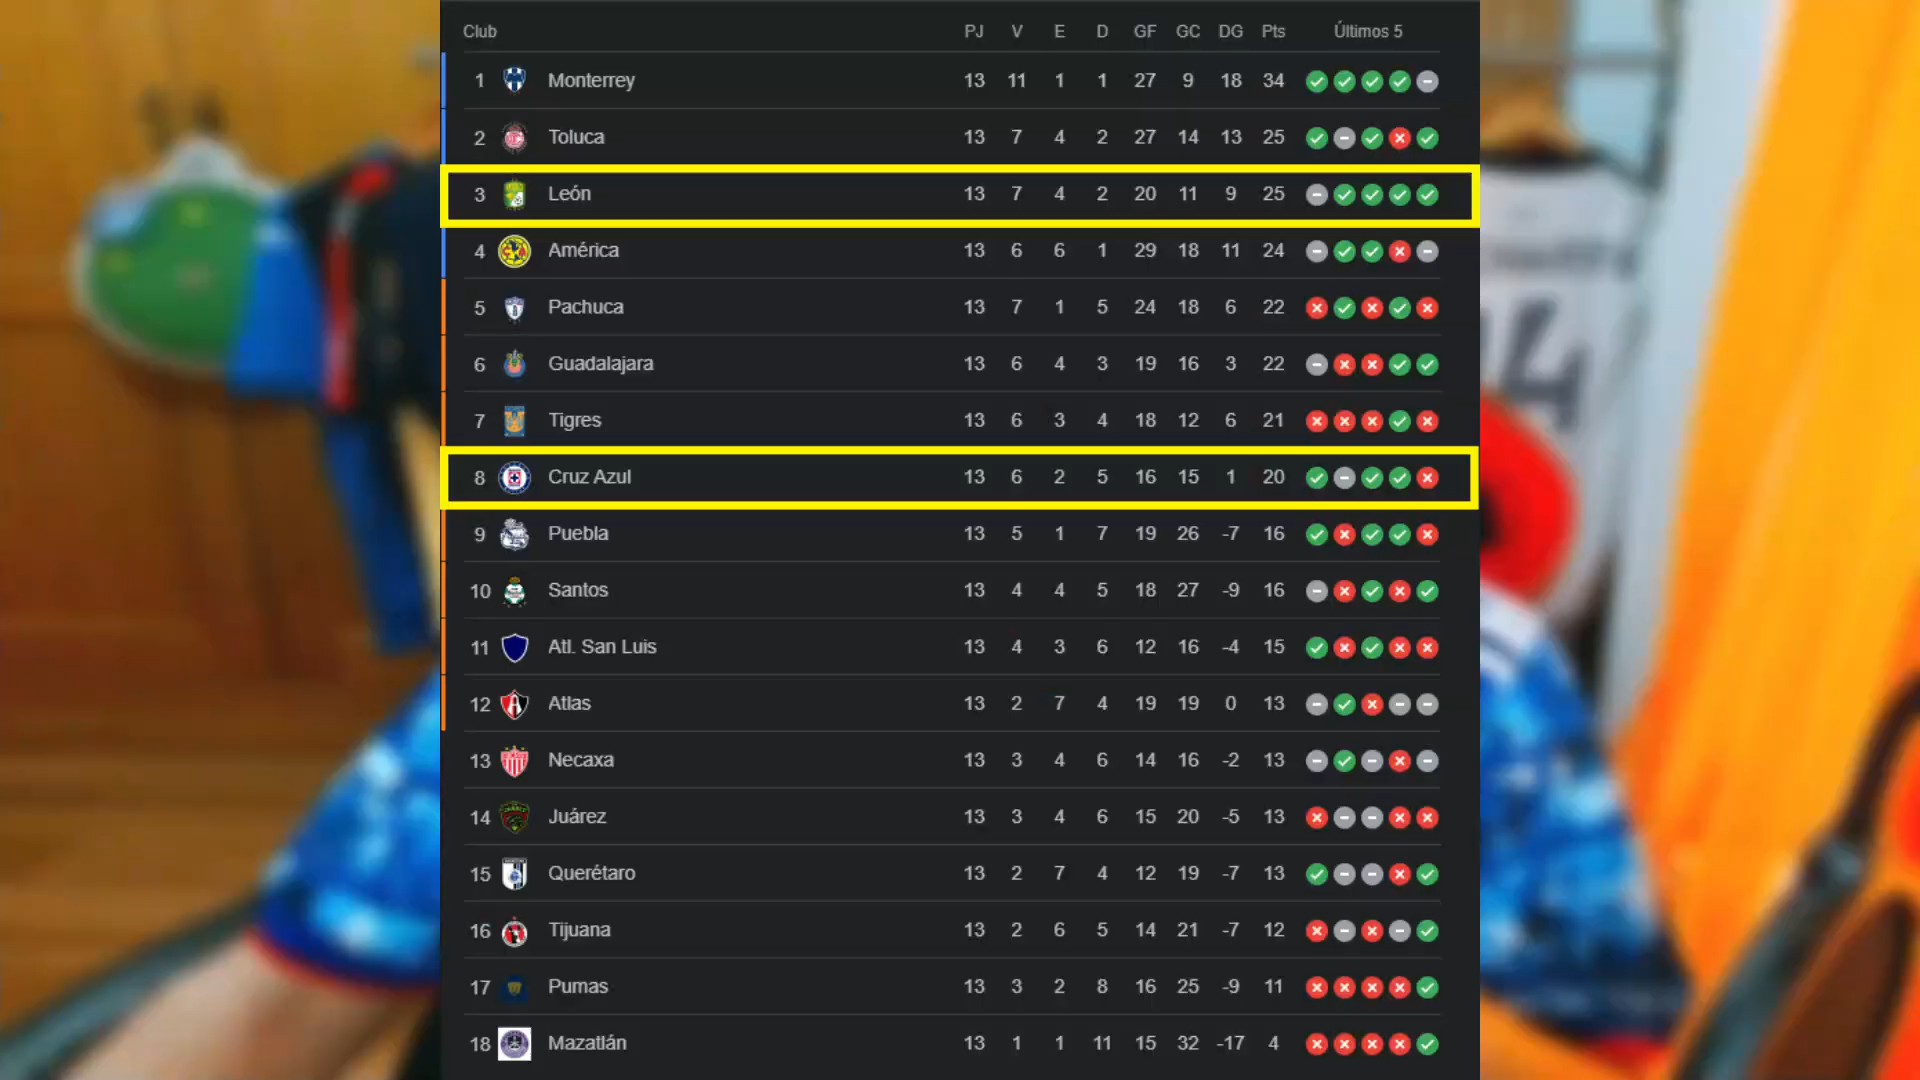 Club PJ V E D GF GC DG Pts Últimos 5
1 Monterrey 13 11 1 1 27 9 18 34
2 Toluca 13 7 4 2 27 14 13 25
3 León 13 7 4 2 20 11 9 25
4 América 13 6 6 1 29 18 11 24
5 Pachuca 13 7 1 5 24 18 6 22
6 Guadalajara 13 6 4 3 19 16 3 22
7 Tigres 13 6 3 4 18 12 6 21
8 Cruz Azul 13 6 2 5 16 15 1 20
9 Puebla 13 5 1 7 19 26 -7 16
10 Santos 13 4 4 5 18 27 -9 16
11 Atl. San Luis 13 4 3 6 12 16 -4 15
12 Atlas 13 2 7 4 19 19 0 13
13 Necaxa 13 3 4 6 14 16 -2 13
14 Juárez 13 3 4 6 15 20 -5 13
15 Querétaro 13 2 7 4 12 19 -7 13
16 Tijuana 13 2 6 5 14 21 -7 12
17 Pumas 13 3 2 8 16 25 -9 11
18 Mazatlán 13 1 1 11 15 32 -17 4